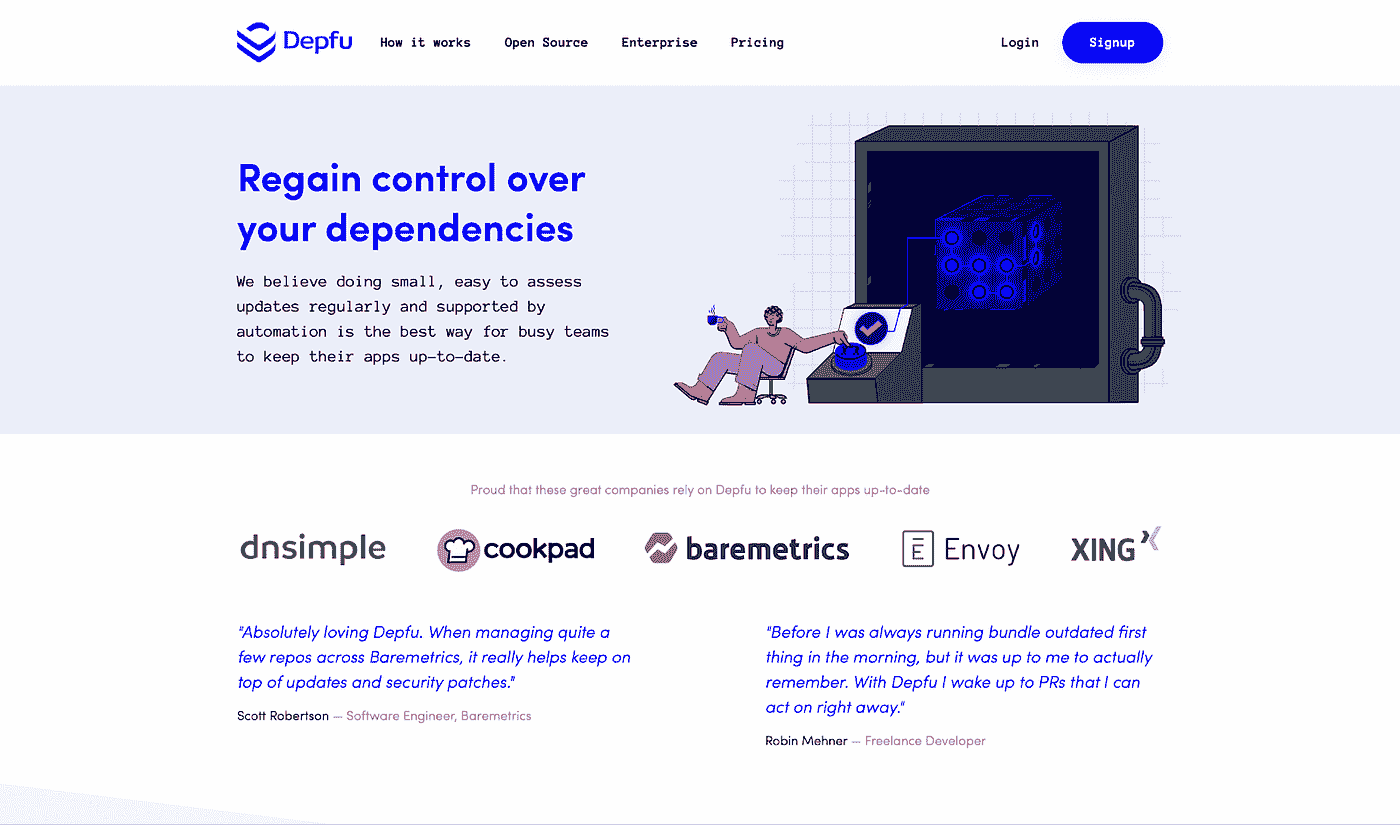 Depfu
How it works
Open Source
Enterprise
Pricing
Login
Signup
Regain control over
your dependencies
We believe doing small, easy to assess
updates regularly and supported by
automation is the best way for busy teams
to keep their apps up-to-date.
Proud that these great companies rely on Depfu to keep their apps up-to-date
dnsimple
cookpad
baremetrics
E Envoy
XING
"Absolutely loving Depfu. When managing quite a
few repos across Baremetrics, it really helps keep on
top of updates and security patches."
Scott Robertson — Software Engineer, Baremetrics
"Before I was always running bundle outdated first
thing in the morning, but it was up to me to actually
remember. With Depfu I wake up to PRs that I can
act on right away."
Robin Mehner — Freelance Developer